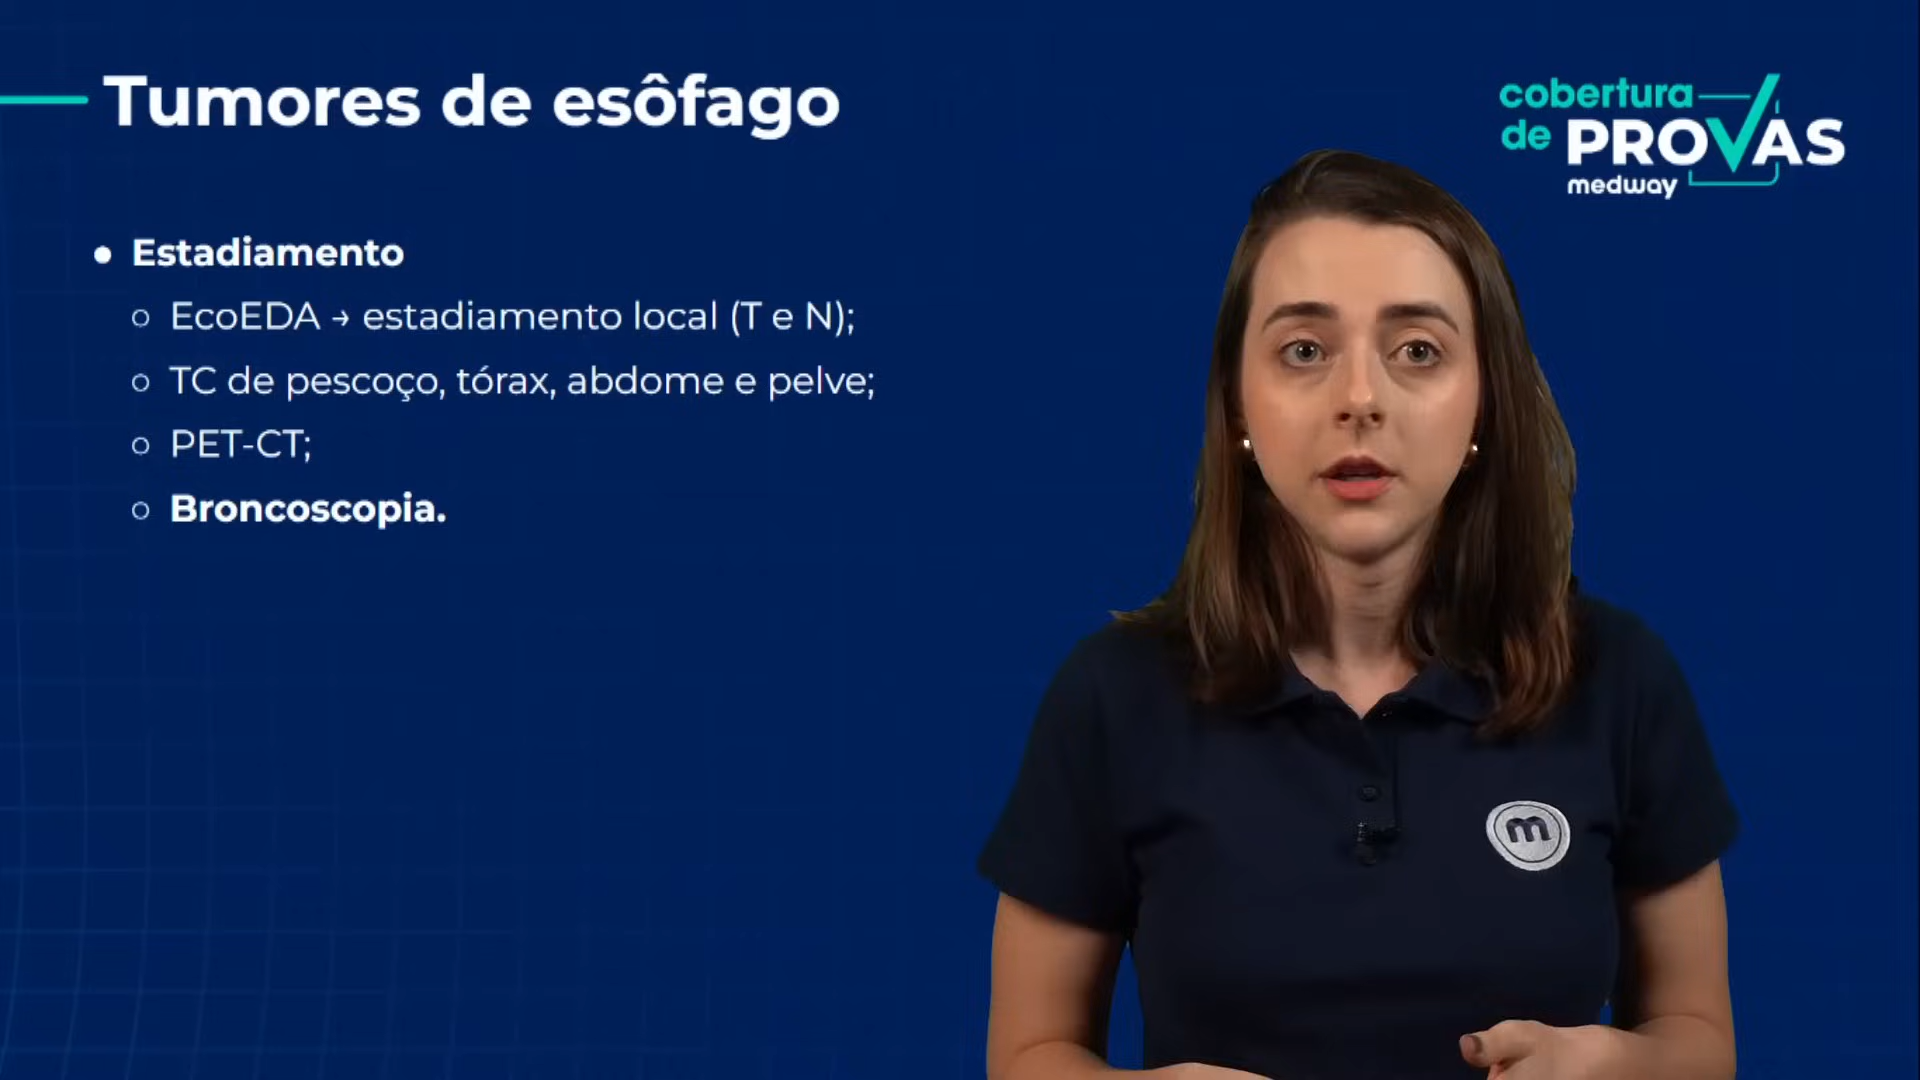 Tumores de esôfago
cobertura
de PROVAS
medway
● Estadiamento
○ EcoEDA → estadiamento local (T e N);
○ TC de pescoço, tórax, abdome e pelve;
○ PET-CT;
○ Broncoscopia.
m